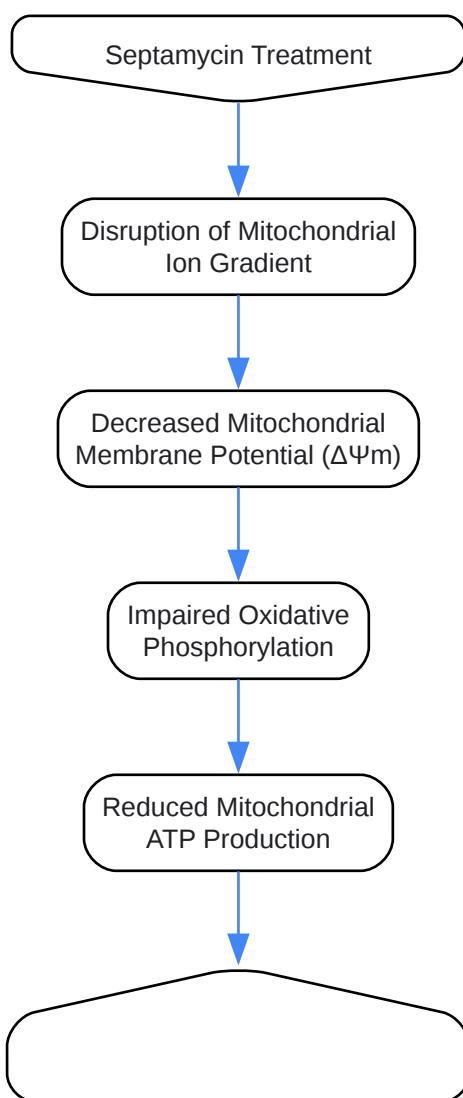 Septamycin Treatment
Disruption of Mitochondrial
Ion Gradient
Decreased Mitochondrial
Membrane Potential (ΔΨm)
Impaired Oxidative
Phosphorylation
Reduced Mitochondrial
ATP Production